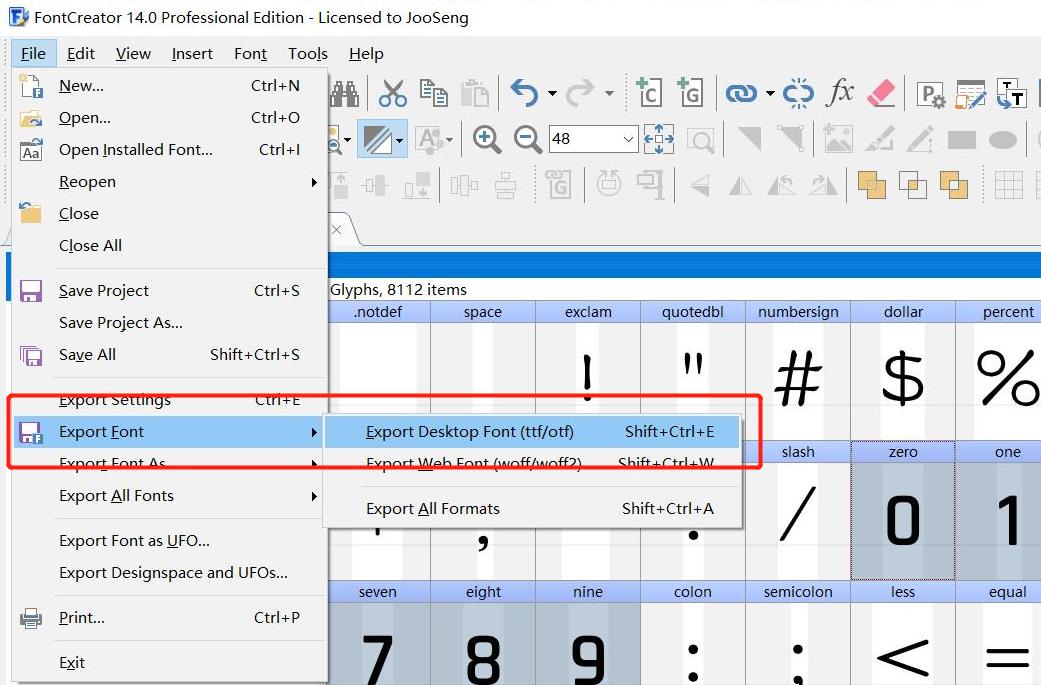 FontCreator 14.0 Professional Edition - Licensed to JooSeng
File Edit View Insert Font Tools Help
New... Ctrl+N
Open... Ctrl+O
Open Installed Font... Ctrl+I
Reopen
Close
Close All
Save Project Ctrl+S
Save Project As...
Save All Shift+Ctrl+S
Export Settings Ctrl+E
Export Font
Export Font As
Export All Fonts
Export Font as UFO...
Export Designspace and UFOs...
Print... Ctrl+P
Exit
Export Desktop Font (ttf/otf) Shift+Ctrl+E
Export Web Font (woff/woff2) Shift+Ctrl+W
Export All Formats Shift+Ctrl+A
C G fx P T T
Aa
A
48
G
Glyphs, 8112 items
.notdef space exclam quotedbl numbersign dollar percent
! " # $ %
slash zero one
' , . / 0 1
seven eight nine colon semicolon less equal
7 8 9 : ; < =